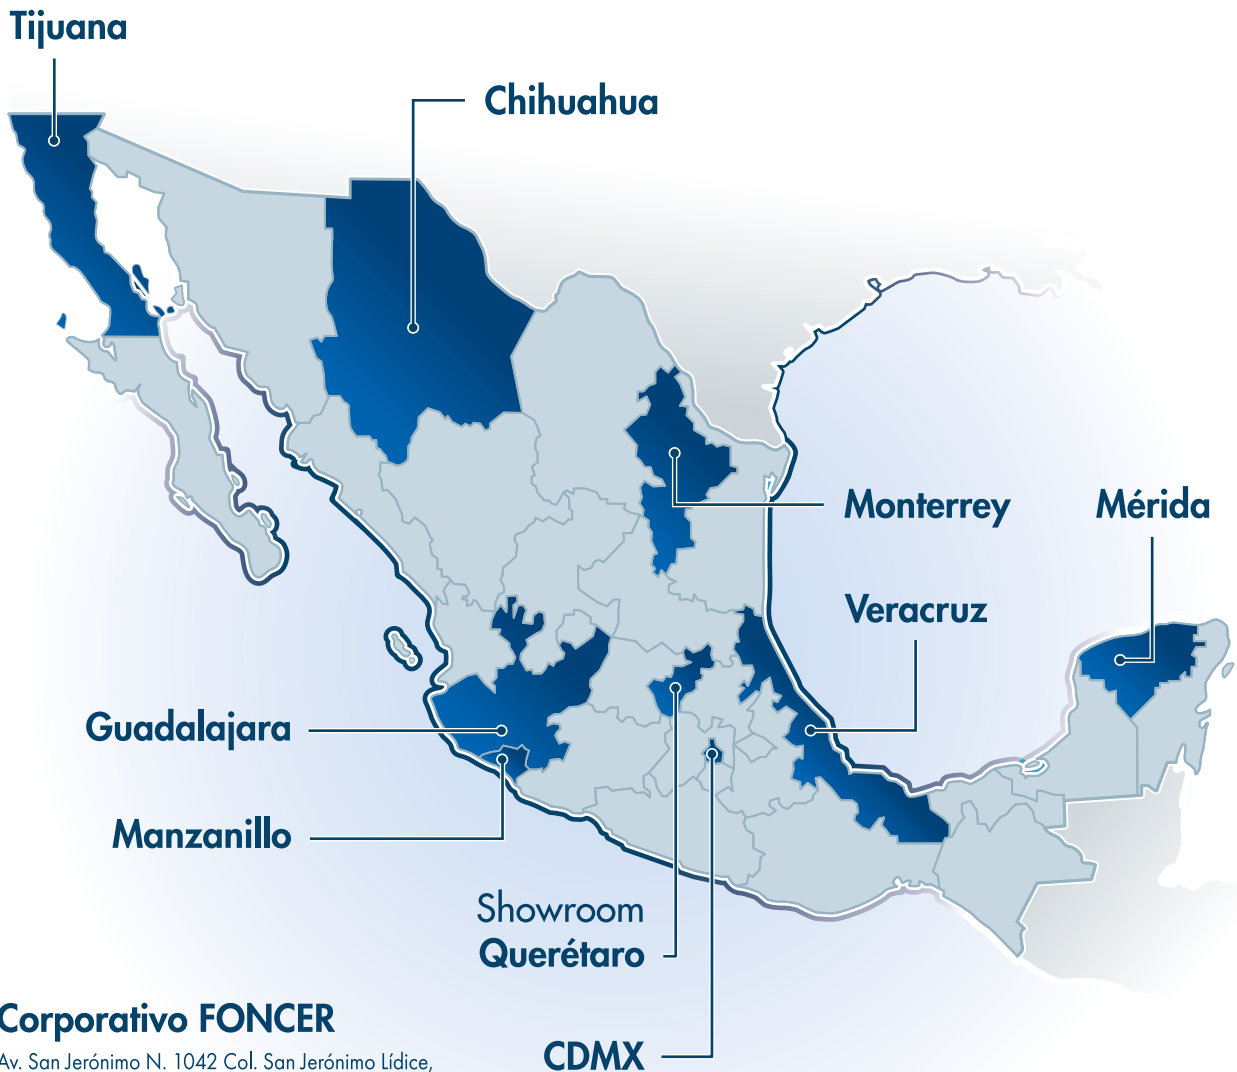 Tijuana
Chihuahua
Monterrey
Mérida
Veracruz
Guadalajara
Manzanillo
Showroom
Querétaro
Corporativo FONCER
CDMX
Av. San Jerónimo N. 1042 Col. San Jerónimo Lídice,